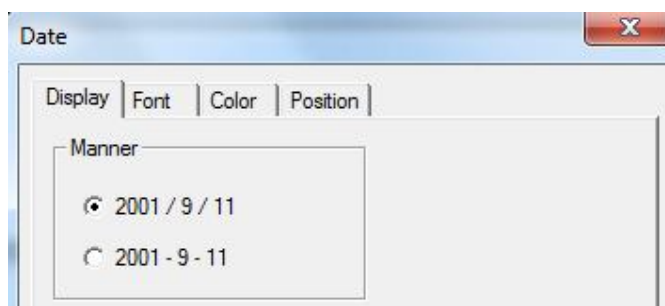 Date
Display Font Color Position
Manner
2001 / 9 / 11
2001 - 9 - 11